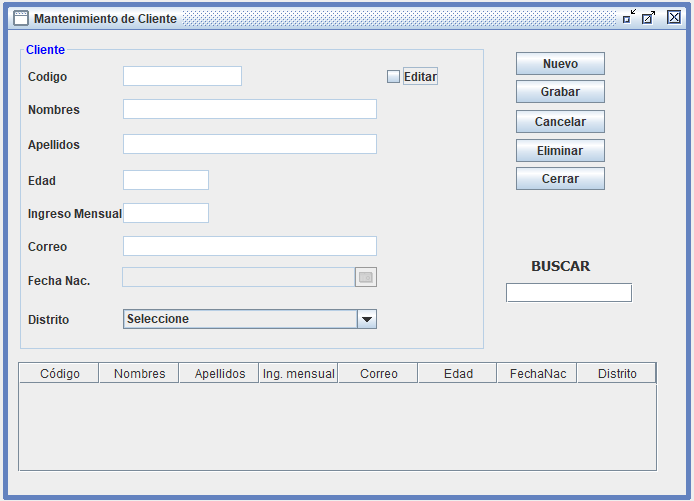 Mantenimiento de Cliente
Cliente
Codigo
Editar
Nombres
Apellidos
Edad
Ingreso Mensual
Correo
Fecha Nac.
Distrito
Seleccione
Nuevo
Grabar
Cancelar
Eliminar
Cerrar
BUSCAR
Código Nombres Apellidos Ing. mensual Correo Edad FechaNac Distrito